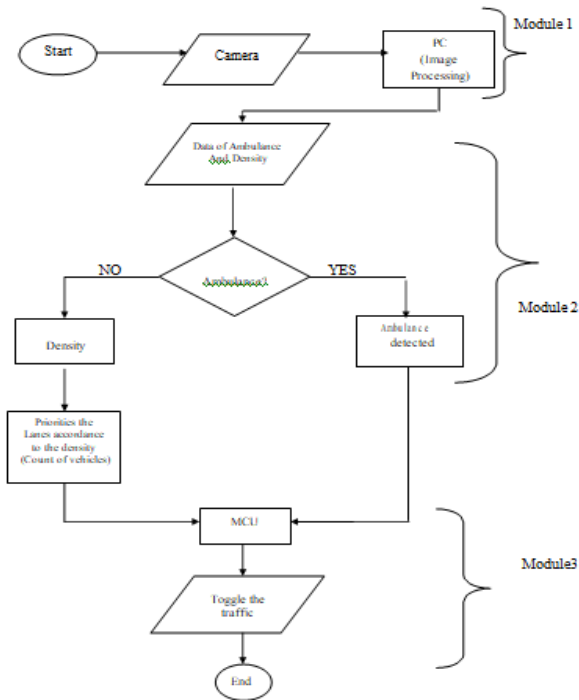 Start
Camera
PC
(Image
Processing)
Module 1
Data of Ambulance
And Density
NO
YES
Density
Ambulance
detected
Module 2
Priorities the
Lanes accordance
to the density
(Count of vehicles)
MCU
Module3
Toggle the
traffic
End